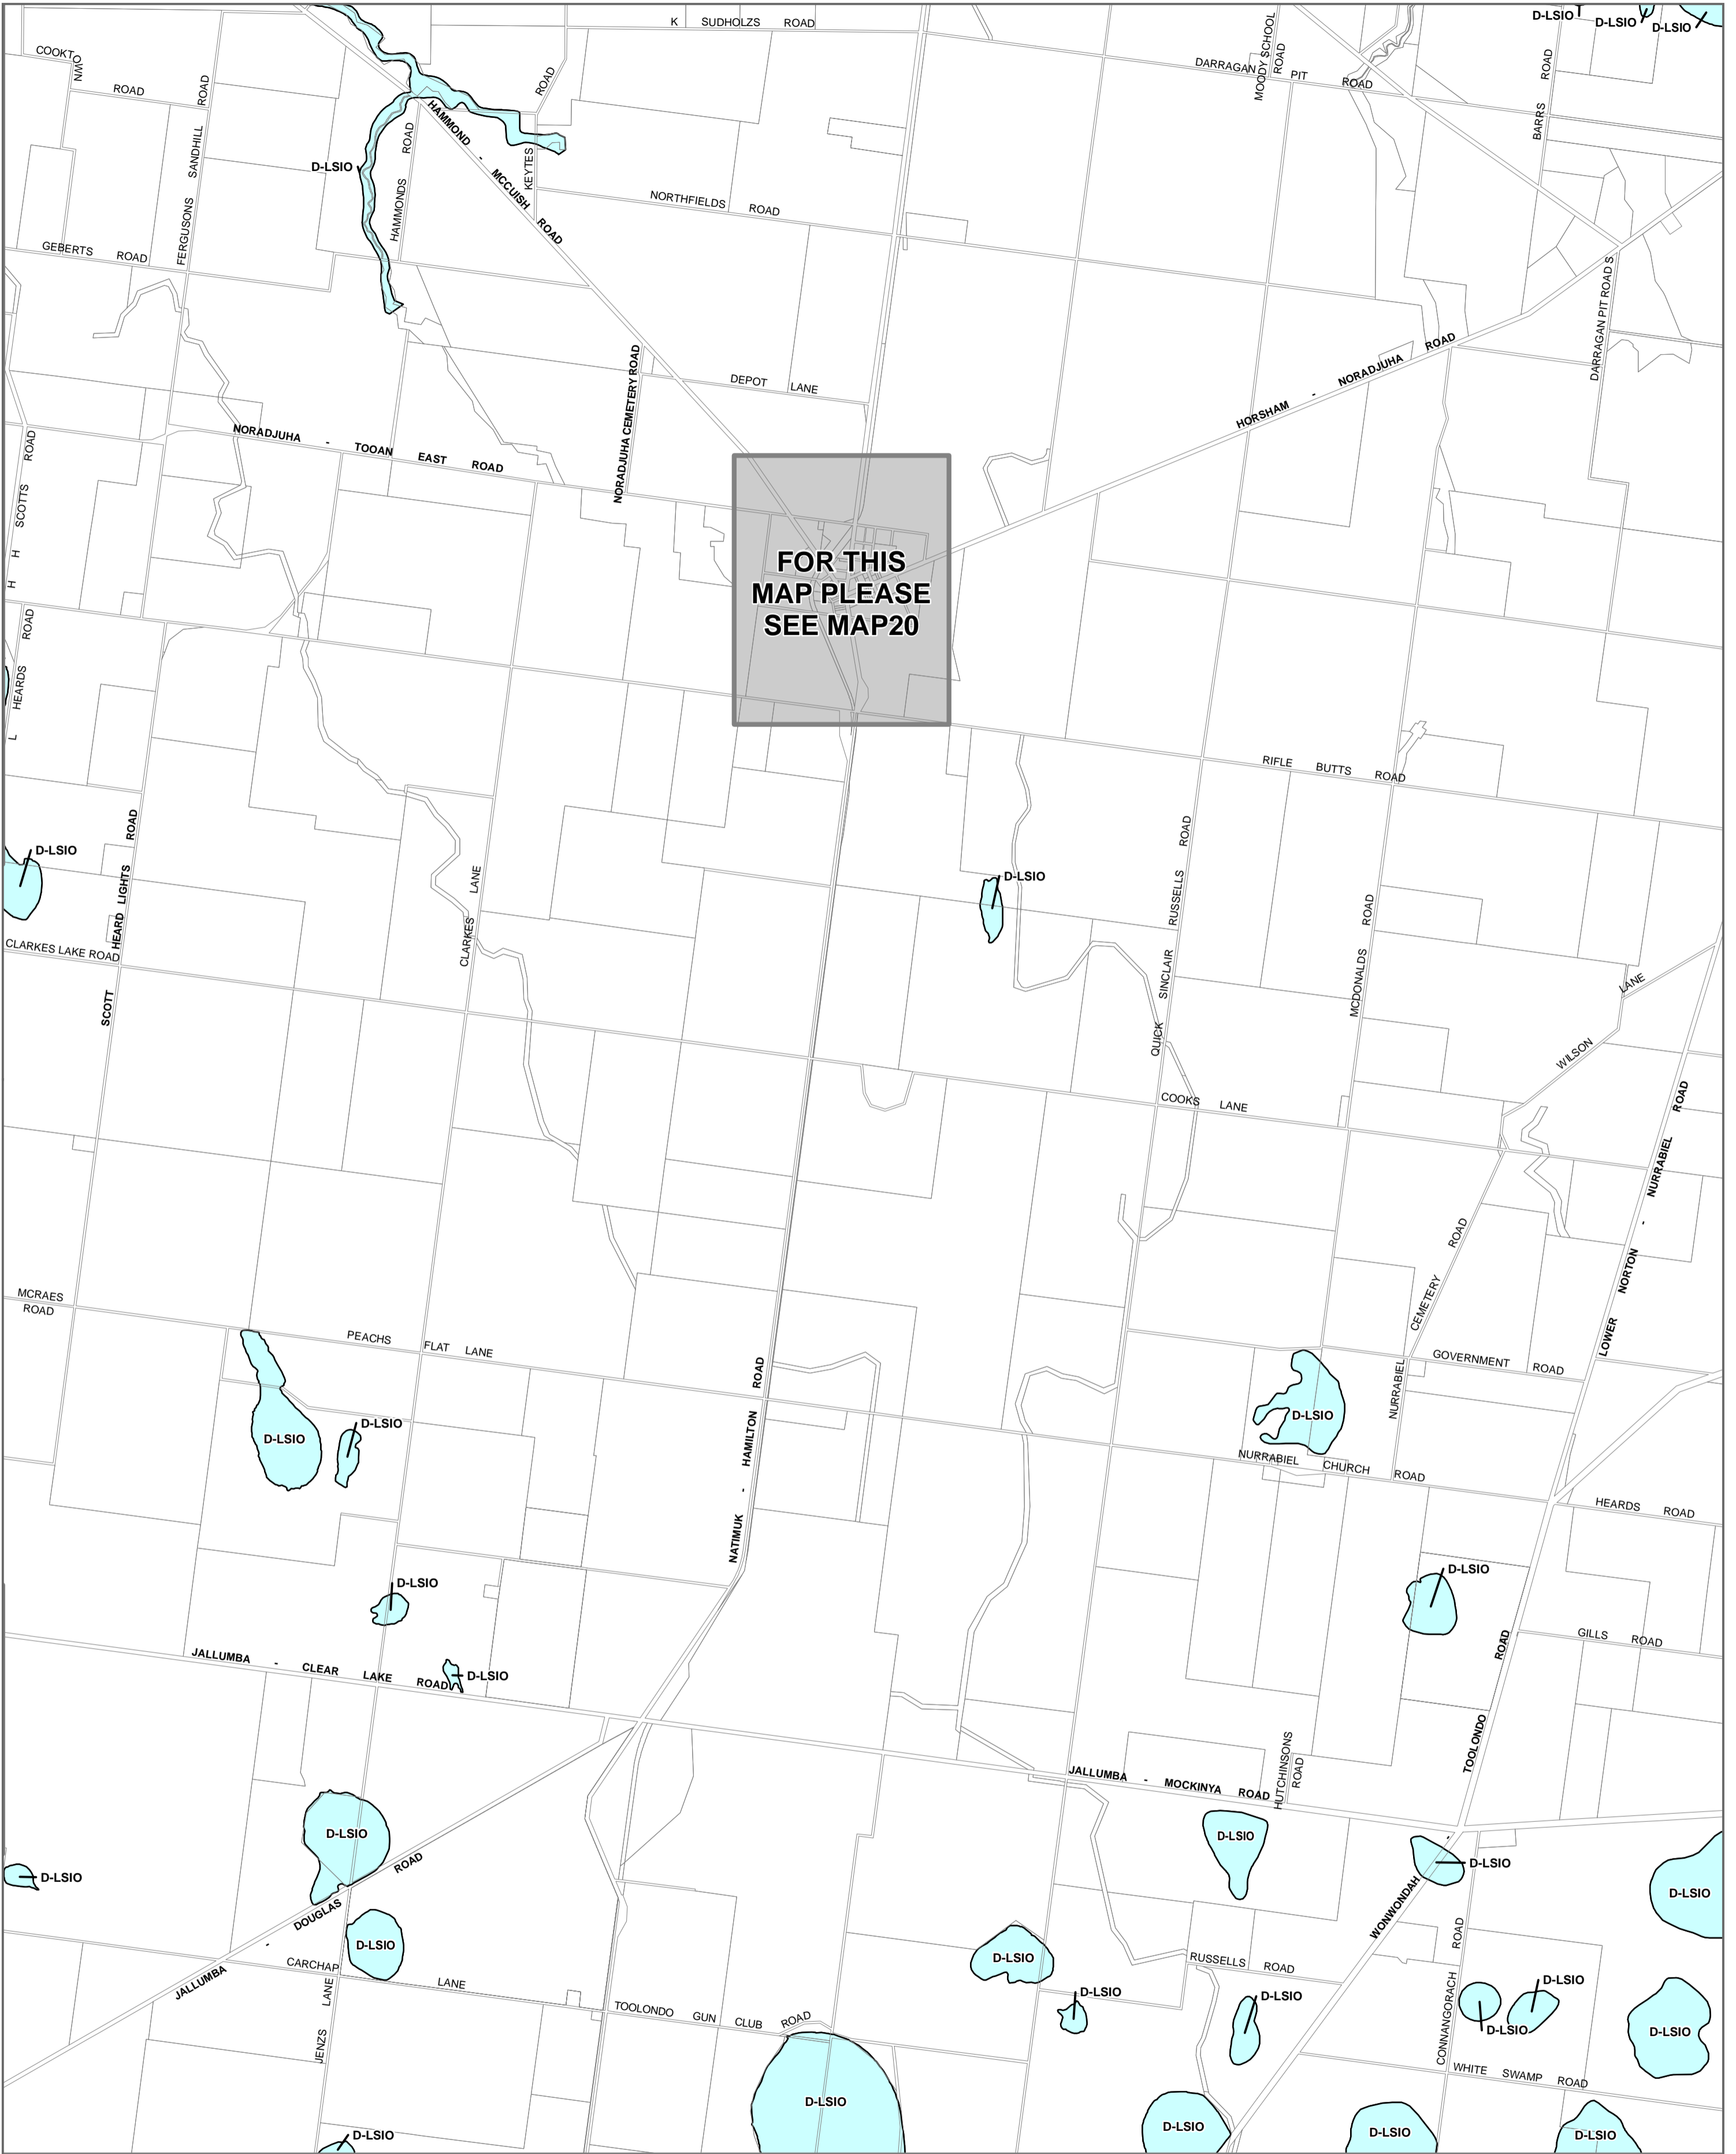 K SUDHOLZS ROAD
D-LSIO
D-LSIO
D-LSIO
COOKTOWN
ROAD
ROAD
FERGUSONS SANDHILL
ROAD
MOODY SCHOOL
ROAD
DARRAGAN PIT ROAD
BARRS ROAD
D-LSIO
HAMMONDS ROAD
HAMMOND - MCCUISH ROAD
KEYTES
NORTHFIELDS ROAD
GEBERTS ROAD
DARRAGAN PIT ROAD S
HORSHAM - NORADJUHA ROAD
DEPOT LANE
NORADJUHA CEMETERY ROAD
NORADJUHA - TOOAN EAST ROAD
H H SCOTTS ROAD
FOR THIS
MAP PLEASE
SEE MAP20
L HEARDS ROAD
RIFLE BUTTS ROAD
D-LSIO
SCOTT HEARD LIGHTS ROAD
CLARKES LAKE ROAD
CLARKES LANE
D-LSIO
QUICK SINCLAIR RUSSELLS ROAD
MCDONALDS ROAD
WILSON LANE
COOKS LANE
LOWER NORTON - NURRABIEL ROAD
NURRABIEL CEMETERY ROAD
MCRAES
ROAD
PEACHS FLAT LANE
GOVERNMENT ROAD
D-LSIO
D-LSIO
D-LSIO
NATIMUK - HAMILTON ROAD
NURRABIEL CHURCH ROAD
HEARDS ROAD
D-LSIO
D-LSIO
GILLS ROAD
JALLUMBA - CLEAR LAKE ROAD
D-LSIO
WONWONDAH - TOOLONDO ROAD
HUTCHINSONS
ROAD
JALLUMBA - MOCKINYA ROAD
D-LSIO
D-LSIO
D-LSIO
D-LSIO
D-LSIO
JALLUMBA - DOUGLAS ROAD
D-LSIO
D-LSIO
CARCHAP LANE
JENZS LANE
RUSSELLS ROAD
CONNANGORACH ROAD
D-LSIO
D-LSIO
D-LSIO
D-LSIO
D-LSIO
TOOLONDO GUN CLUB ROAD
WHITE SWAMP ROAD
D-LSIO
D-LSIO
D-LSIO
D-LSIO
D-LSIO